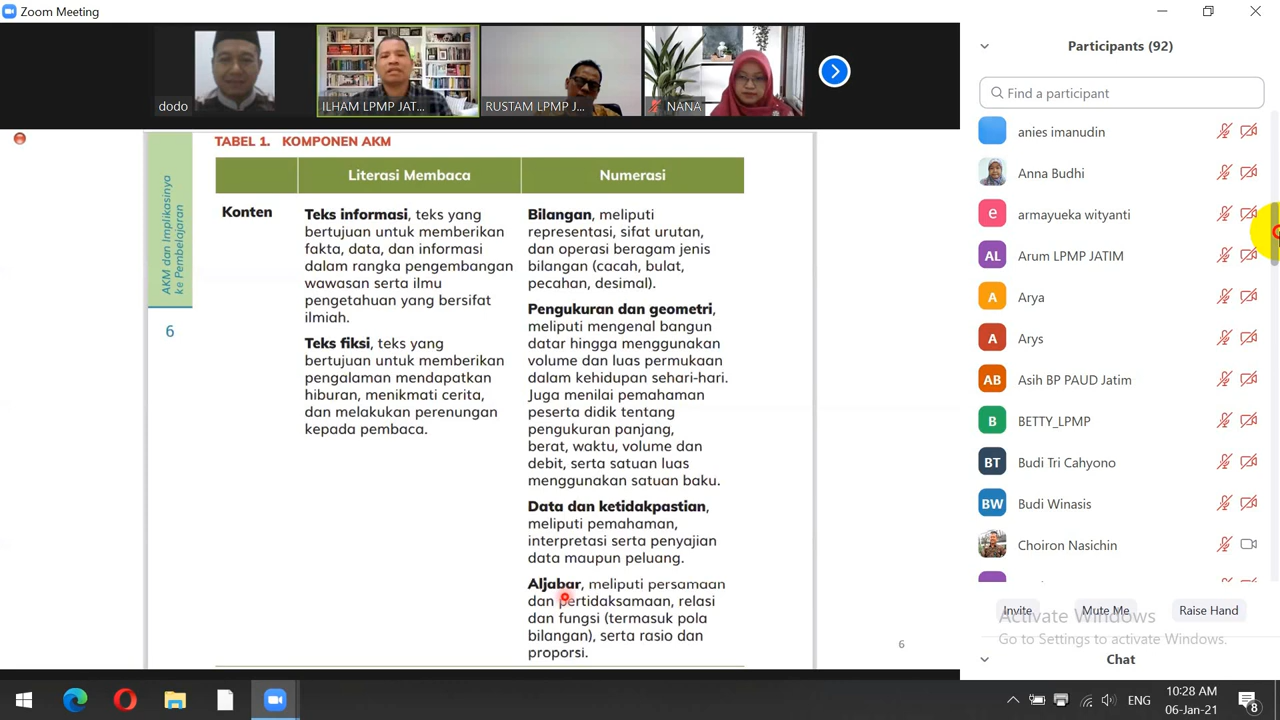 Zoom Meeting
dodo
ILHAM LPMP JAT...
RUSTAM LPMP J...
NANA
TABEL 1. KOMPONEN AKM
AKM dan Implikasinya
ke Pembelajaran
6
Literasi Membaca
Numerasi
Konten
Teks informasi, teks yang
bertujuan untuk memberikan
fakta, data, dan informasi
dalam rangka pengembangan
wawasan serta ilmu
pengetahuan yang bersifat
ilmiah.
Teks fiksi, teks yang
bertujuan untuk memberikan
pengalaman mendapatkan
hiburan, menikmati cerita,
dan melakukan perenungan
kepada pembaca.
Bilangan, meliputi
representasi, sifat urutan,
dan operasi beragam jenis
bilangan (cacah, bulat,
pecahan, desimal).
Pengukuran dan geometri,
meliputi mengenal bangun
datar hingga menggunakan
volume dan luas permukaan
dalam kehidupan sehari-hari.
Juga menilai pemahaman
peserta didik tentang
pengukuran panjang,
berat, waktu, volume dan
debit, serta satuan luas
menggunakan satuan baku.
Data dan ketidakpastian,
meliputi pemahaman,
interpretasi serta penyajian
data maupun peluang.
Aljabar, meliputi persamaan
dan pertidaksamaan, relasi
dan fungsi (termasuk pola
bilangan), serta rasio dan
proporsi.
6
Participants (92)
Find a participant
anies imanudin
Anna Budhi
e armayueka wityanti
AL Arum LPMP JATIM
A Arya
A Arys
AB Asih BP PAUD Jatim
B BETTY_LPMP
BT Budi Tri Cahyono
BW Budi Winasis
Choiron Nasichin
Invite
Mute Me
Raise Hand
Activate Windows
Go to Settings to activate Windows.
Chat
ENG
10:28 AM
06-Jan-21
8